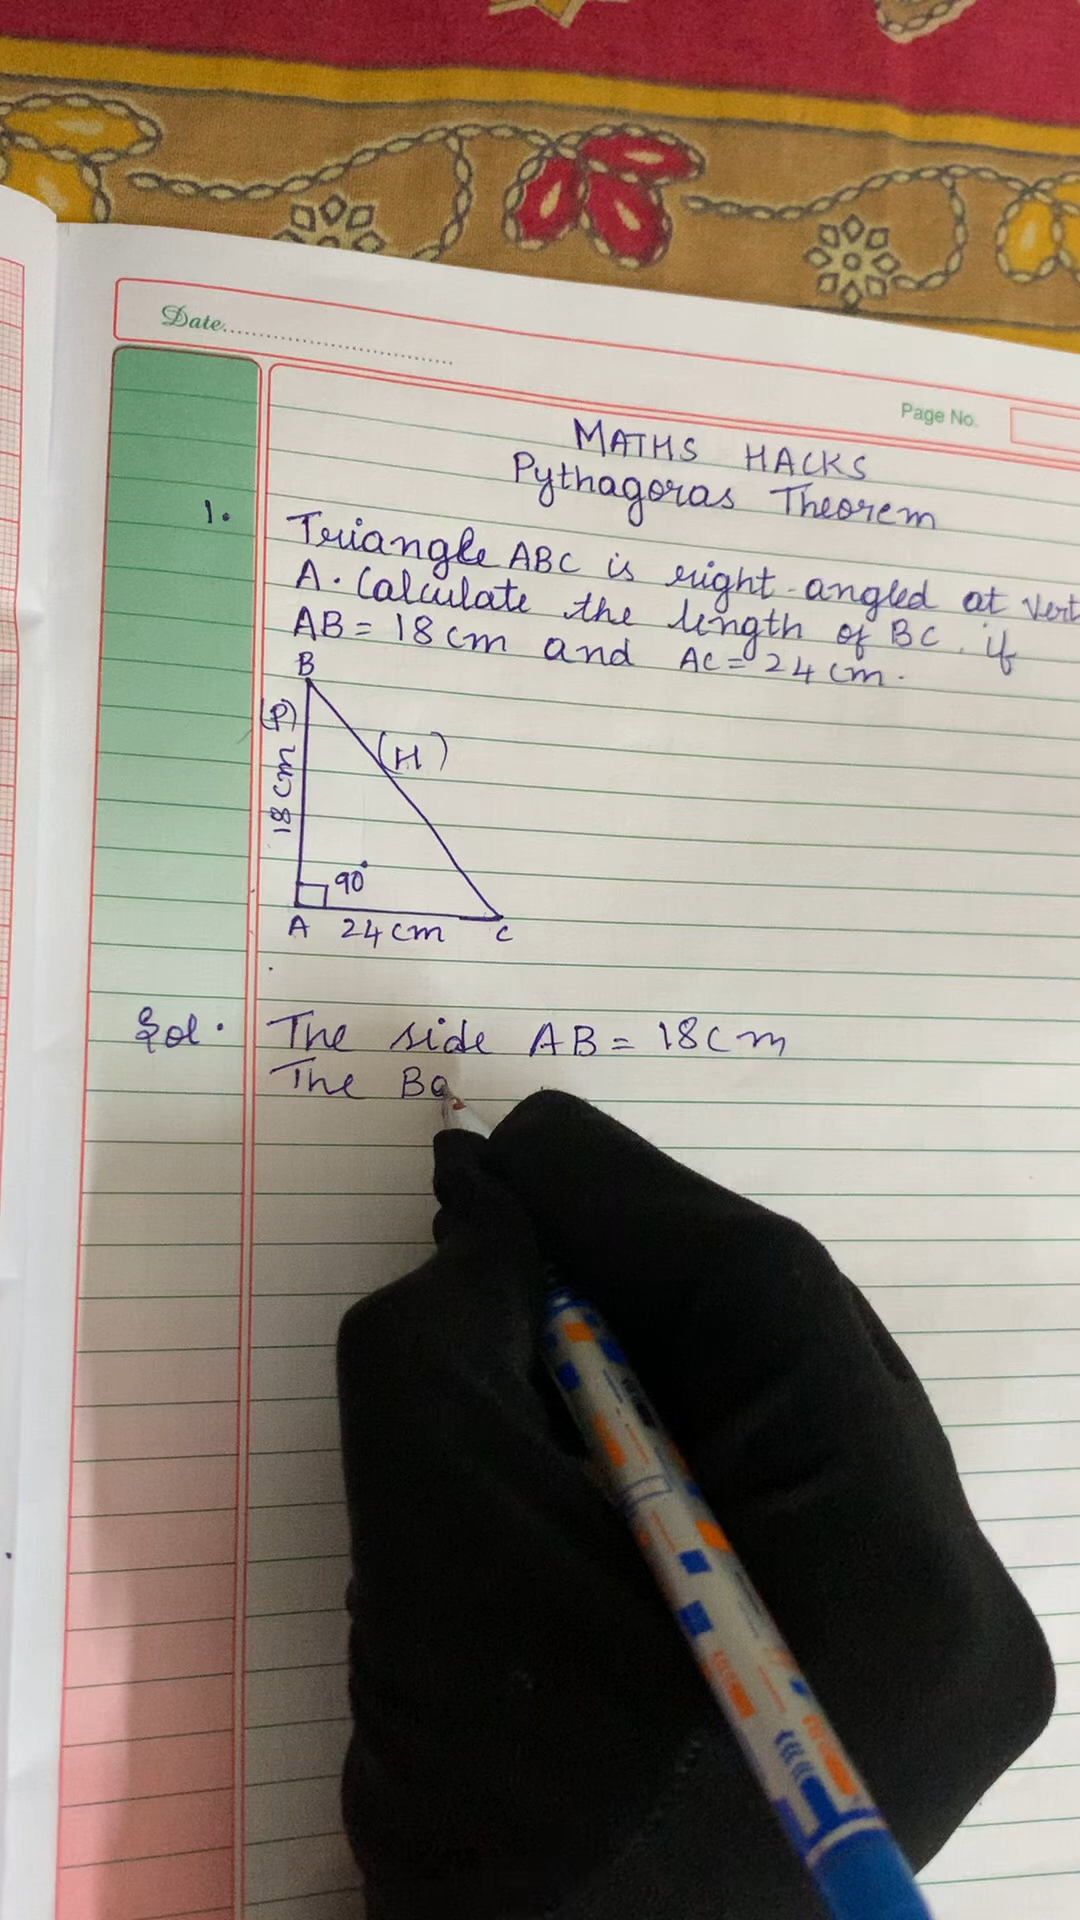 Date
Page No.
MATHS HACKS
Pythagoras Theorem
1. Triangle ABC is right-angled at
A. Calculate the length of BC, if
AB = 18 cm and AC = 24 cm.
B
18 cm (P)
(H)
90°
A 24 cm C
Sol. The side AB = 18 cm
The Ba